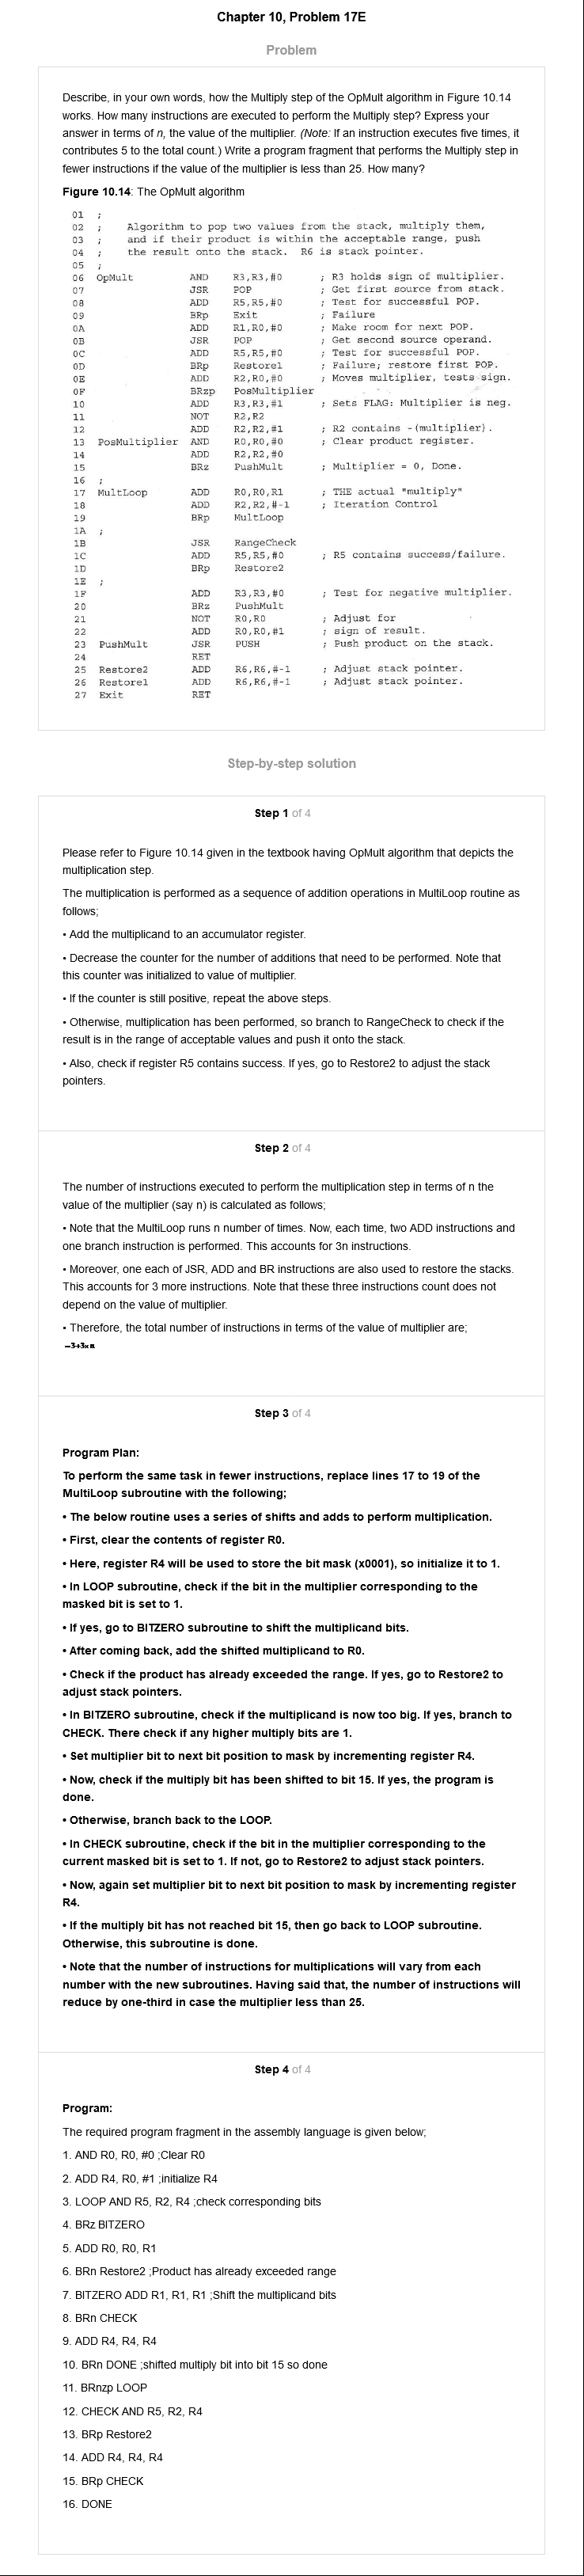 Chapter 10, Problem 17E
Problem
Describe, in your own words, how the Multiply step of the OpMult algorithm in Figure 10.14
works. How many instructions are executed to perform the Multiply step? Express your
answer in terms of n, the value of the multiplier. (Note: If an instruction executes five times, it
contributes 5 to the total count.) Write a program fragment that performs the Multiply step in
fewer instructions if the value of the multiplier is less than 25. How many?
Figure 10.14: The OpMult algorithm
01 ;
02 ; Algorithm to pop two values from the stack, multiply them,
03 ; and if their product is within the acceptable range, push
04 ; the result onto the stack. R6 is stack pointer.
05 ;
06 OpMult AND R3,R3,#0 ; R3 holds sign of multiplier.
07 JSR POP ; Get first source from stack.
08 ADD R5,R5,#0 ; Test for successful POP.
09 BRp Exit ; Failure
0A ADD R1,R0,#0 ; Make room for next POP.
0B JSR POP ; Get second source operand.
0C ADD R5,R5,#0 ; Test for successful POP.
0D BRp Restore1 ; Failure; restore first POP.
0E ADD R2,R0,#0 ; Moves multiplier, tests sign.
0F BRzp PosMultiplier
10 ADD R3,R3,#1 ; Sets FLAG: Multiplier is neg.
11 NOT R2,R2
12 ADD R2,R2,#1 ; R2 contains -(multiplier).
13 PosMultiplier AND R0,R0,#0 ; Clear product register.
14 ADD R2,R2,#0
15 BRz PushMult ; Multiplier = 0, Done.
16 ;
17 MultLoop ADD R0,R0,R1 ; THE actual "multiply"
18 ADD R2,R2,#-1 ; Iteration Control
19 BRp MultLoop
1A ;
1B JSR RangeCheck
1C ADD R5,R5,#0 ; R5 contains success/failure.
1D BRp Restore2
1E ;
1F ADD R3,R3,#0 ; Test for negative multiplier.
20 BRz PushMult
21 NOT R0,R0 ; Adjust for
22 ADD R0,R0,#1 ; sign of result.
23 PushMult JSR PUSH ; Push product on the stack.
24 RET
25 Restore2 ADD R6,R6,#-1 ; Adjust stack pointer.
26 Restore1 ADD R6,R6,#-1 ; Adjust stack pointer.
27 Exit RET
Step-by-step solution
Step 1 of 4
Please refer to Figure 10.14 given in the textbook having OpMult algorithm that depicts the
multiplication step.
The multiplication is performed as a sequence of addition operations in MultiLoop routine as
follows;
• Add the multiplicand to an accumulator register.
• Decrease the counter for the number of additions that need to be performed. Note that
this counter was initialized to value of multiplier.
• If the counter is still positive, repeat the above steps.
• Otherwise, multiplication has been performed, so branch to RangeCheck to check if the
result is in the range of acceptable values and push it onto the stack.
• Also, check if register R5 contains success. If yes, go to Restore2 to adjust the stack
pointers.
Step 2 of 4
The number of instructions executed to perform the multiplication step in terms of n the
value of the multiplier (say n) is calculated as follows;
• Note that the MultiLoop runs n number of times. Now, each time, two ADD instructions and
one branch instruction is performed. This accounts for 3n instructions.
• Moreover, one each of JSR, ADD and BR instructions are also used to restore the stacks.
This accounts for 3 more instructions. Note that these three instructions count does not
depend on the value of multiplier.
• Therefore, the total number of instructions in terms of the value of multiplier are;
=3+3×n
Step 3 of 4
Program Plan:
To perform the same task in fewer instructions, replace lines 17 to 19 of the
MultiLoop subroutine with the following;
• The below routine uses a series of shifts and adds to perform multiplication.
• First, clear the contents of register R0.
• Here, register R4 will be used to store the bit mask (x0001), so initialize it to 1.
• In LOOP subroutine, check if the bit in the multiplier corresponding to the
masked bit is set to 1.
• If yes, go to BITZERO subroutine to shift the multiplicand bits.
• After coming back, add the shifted multiplicand to R0.
• Check if the product has already exceeded the range. If yes, go to Restore2 to
adjust stack pointers.
• In BITZERO subroutine, check if the multiplicand is now too big. If yes, branch to
CHECK. There check if any higher multiply bits are 1.
• Set multiplier bit to next bit position to mask by incrementing register R4.
• Now, check if the multiply bit has been shifted to bit 15. If yes, the program is
done.
• Otherwise, branch back to the LOOP.
• In CHECK subroutine, check if the bit in the multiplier corresponding to the
current masked bit is set to 1. If not, go to Restore2 to adjust stack pointers.
• Now, again set multiplier bit to next bit position to mask by incrementing register
R4.
• If the multiply bit has not reached bit 15, then go back to LOOP subroutine.
Otherwise, this subroutine is done.
• Note that the number of instructions for multiplications will vary from each
number with the new subroutines. Having said that, the number of instructions will
reduce by one-third in case the multiplier less than 25.
Step 4 of 4
Program:
The required program fragment in the assembly language is given below;
1. AND R0, R0, #0 ;Clear R0
2. ADD R4, R0, #1 ;initialize R4
3. LOOP AND R5, R2, R4 ;check corresponding bits
4. BRz BITZERO
5. ADD R0, R0, R1
6. BRn Restore2 ;Product has already exceeded range
7. BITZERO ADD R1, R1, R1 ;Shift the multiplicand bits
8. BRn CHECK
9. ADD R4, R4, R4
10. BRn DONE ;shifted multiply bit into bit 15 so done
11. BRnzp LOOP
12. CHECK AND R5, R2, R4
13. BRp Restore2
14. ADD R4, R4, R4
15. BRp CHECK
16. DONE